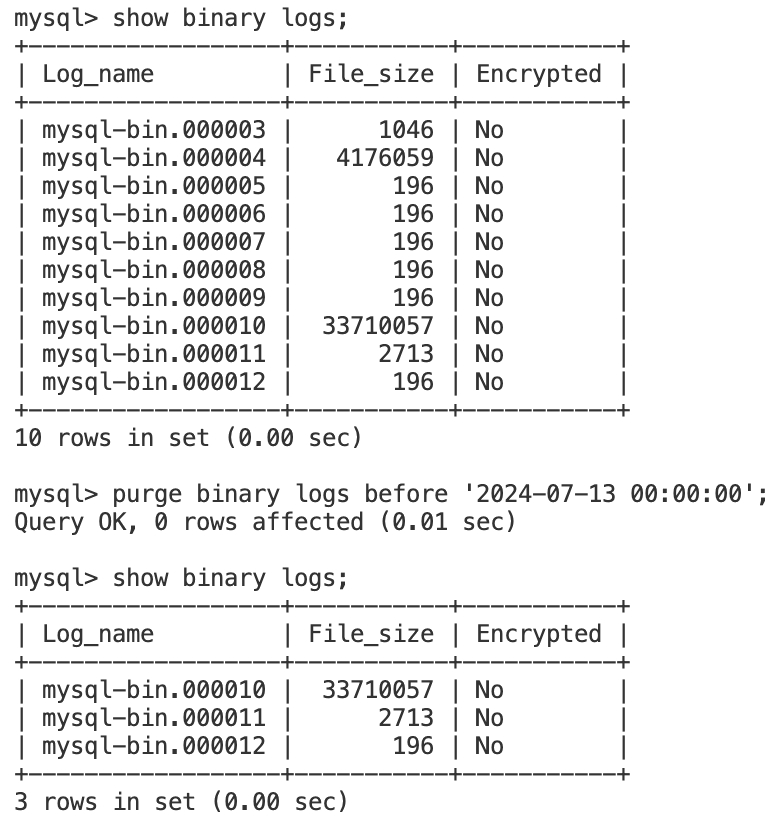 mysql> show binary logs;
+------------------+-----------+-----------+
| Log_name         | File_size | Encrypted |
+------------------+-----------+-----------+
| mysql-bin.000003 |      1046 | No        |
| mysql-bin.000004 |   4176059 | No        |
| mysql-bin.000005 |       196 | No        |
| mysql-bin.000006 |       196 | No        |
| mysql-bin.000007 |       196 | No        |
| mysql-bin.000008 |       196 | No        |
| mysql-bin.000009 |       196 | No        |
| mysql-bin.000010 |  33710057 | No        |
| mysql-bin.000011 |      2713 | No        |
| mysql-bin.000012 |       196 | No        |
+------------------+-----------+-----------+
10 rows in set (0.00 sec)

mysql> purge binary logs before '2024-07-13 00:00:00';
Query OK, 0 rows affected (0.01 sec)

mysql> show binary logs;
+------------------+-----------+-----------+
| Log_name         | File_size | Encrypted |
+------------------+-----------+-----------+
| mysql-bin.000010 |  33710057 | No        |
| mysql-bin.000011 |      2713 | No        |
| mysql-bin.000012 |       196 | No        |
+------------------+-----------+-----------+
3 rows in set (0.00 sec)